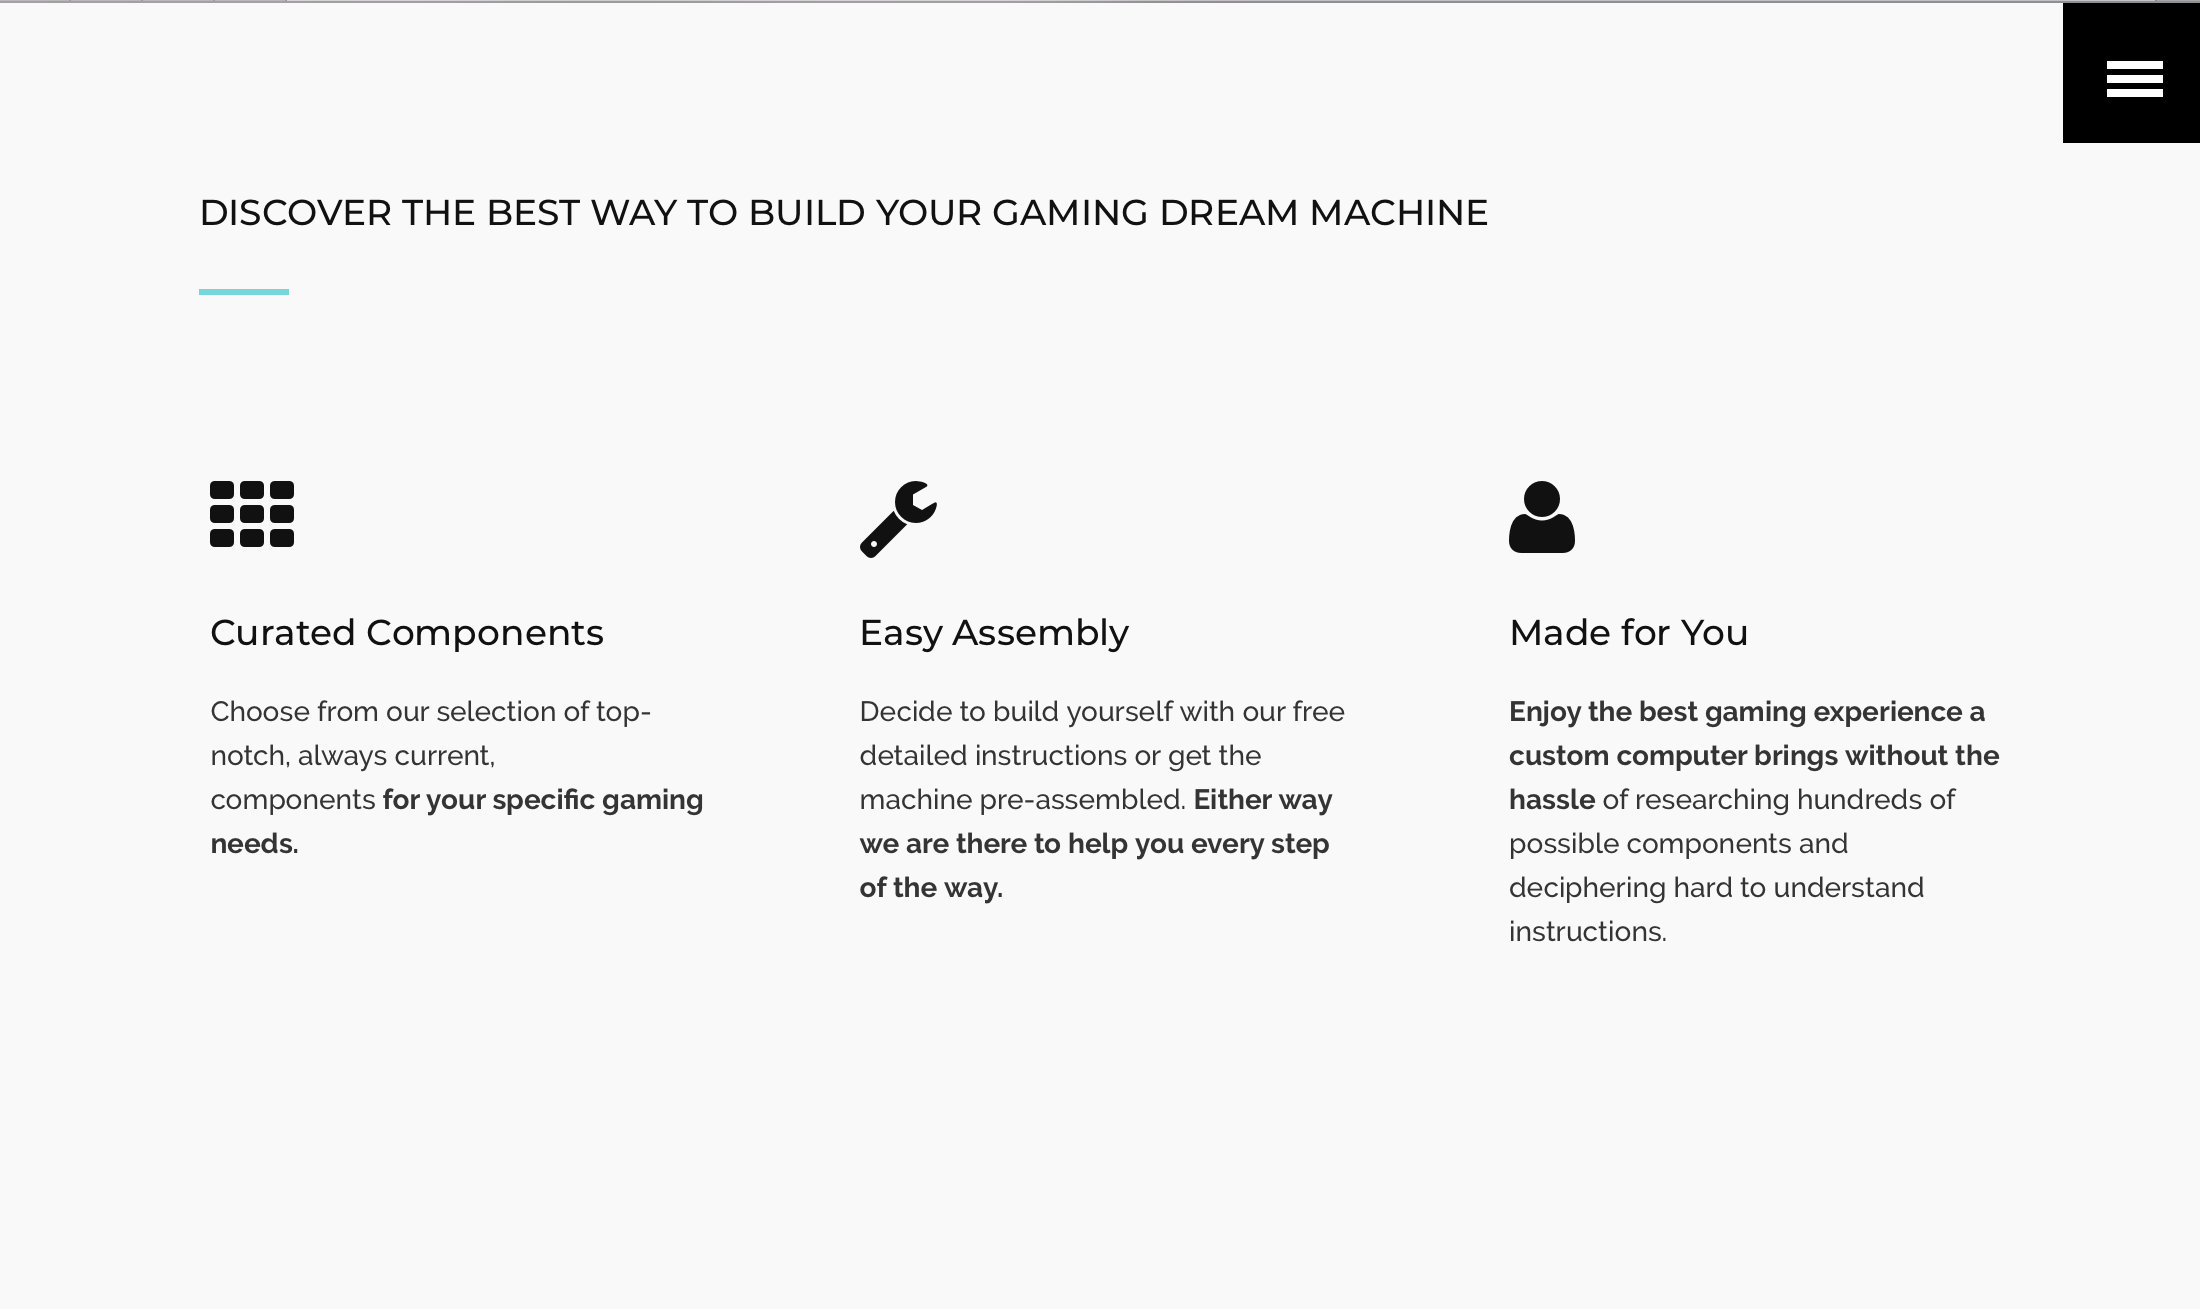 DISCOVER THE BEST WAY TO BUILD YOUR GAMING DREAM MACHINE
Curated Components
Choose from our selection of top-
notch, always current,
components for your specific gaming
needs.
Easy Assembly
Decide to build yourself with our free
detailed instructions or get the
machine pre-assembled. Either way
we are there to help you every step
of the way.
Made for You
Enjoy the best gaming experience a
custom computer brings without the
hassle of researching hundreds of
possible components and
deciphering hard to understand
instructions.